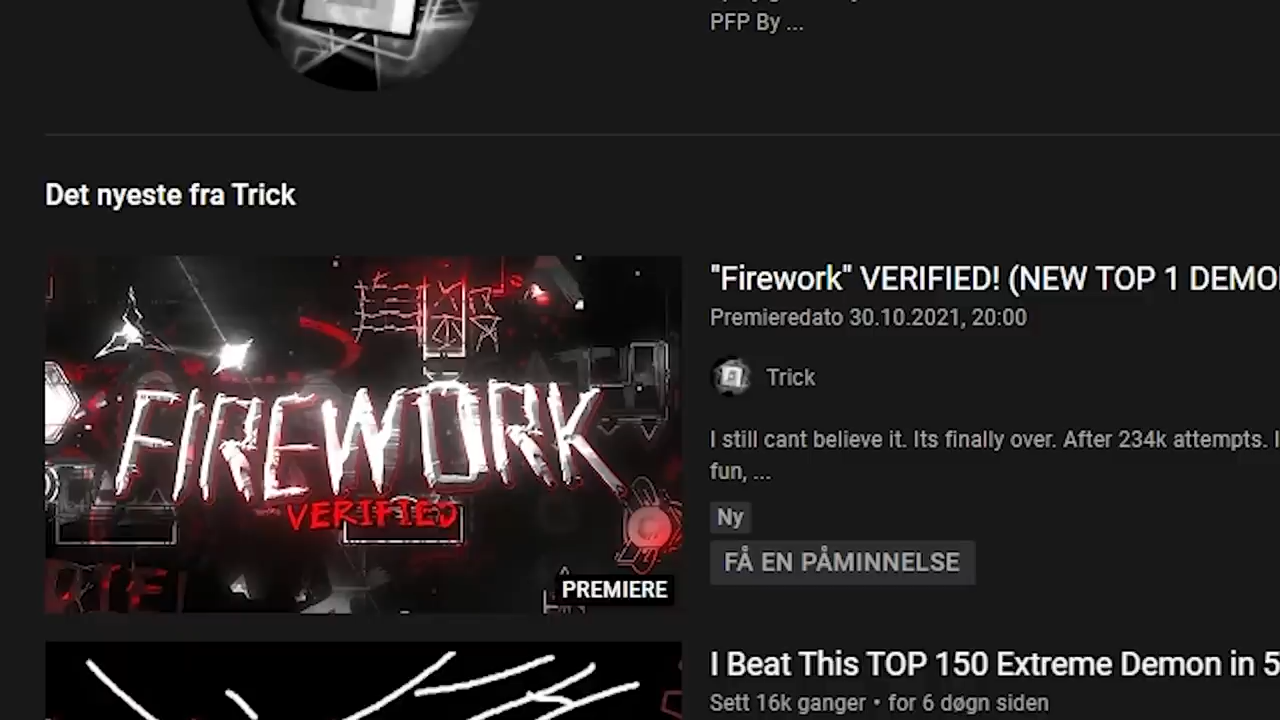 PFP By ...
Det nyeste fra Trick
"Firework" VERIFIED! (NEW TOP 1 DEMO
Premieredato 30.10.2021, 20:00
Trick
I still cant believe it. Its finally over. After 234k attempts. I
fun, ...
Ny
FÅ EN PÅMINNELSE
FIREWORK
VERIFIED
PREMIERE
I Beat This TOP 150 Extreme Demon in 5
Sett 16k ganger • for 6 døgn siden